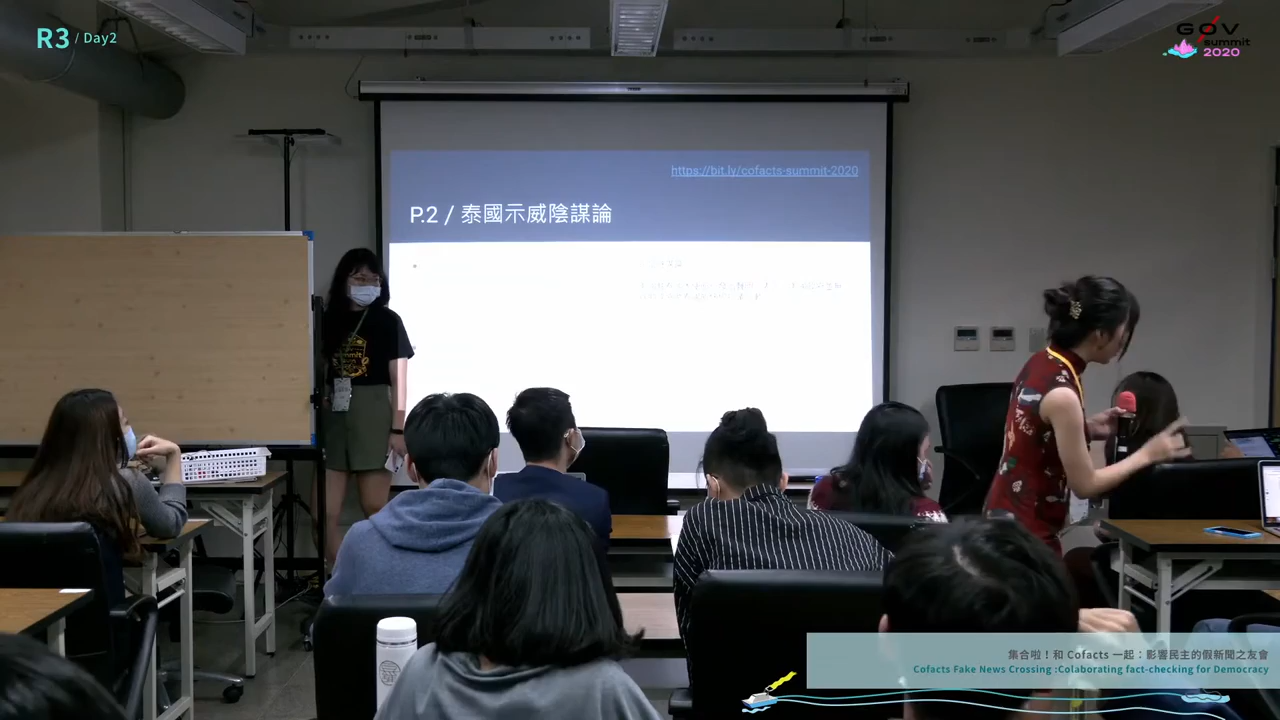 R3 / Day2
G0V
summit
2020
https://bit.ly/cofacts-summit-2020
P.2 / 泰國示威陰謀論
summit
集合啦！和 Cofacts 一起：影響民主的假新聞之友會
Cofacts Fake News Crossing :Colaborating fact-checking for Democracy